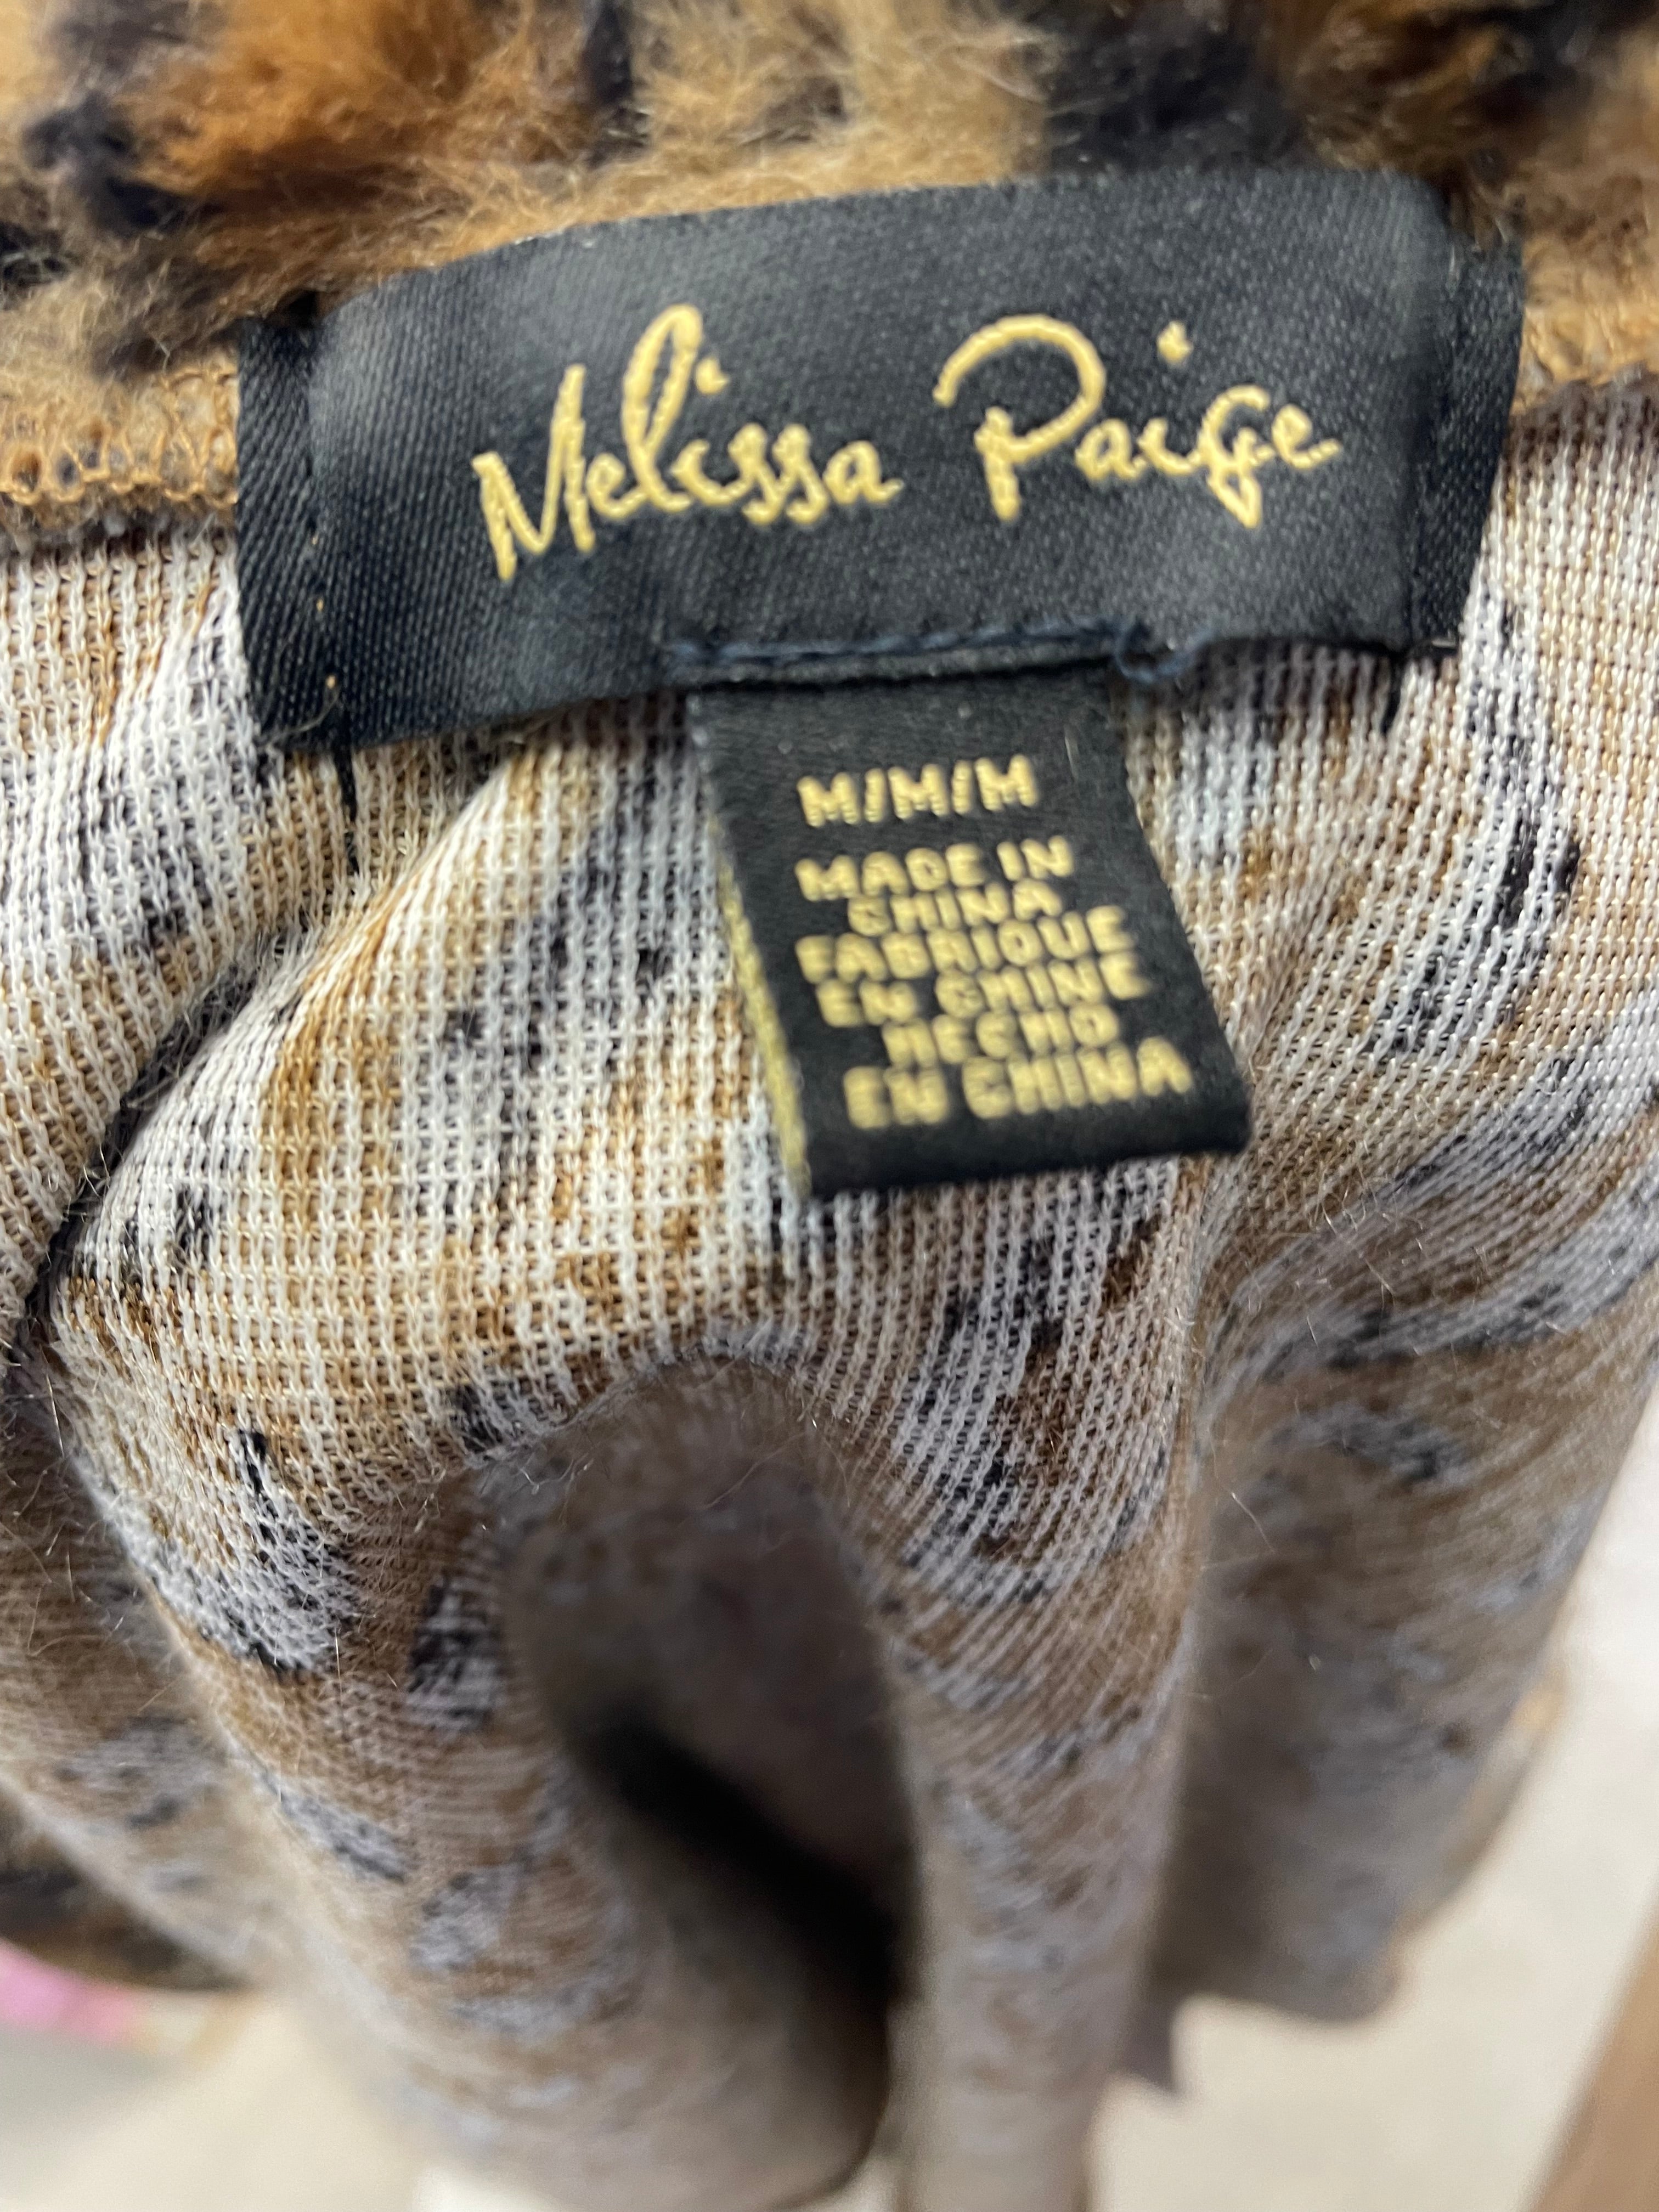 Melissa Paige
M/M/M
MADE IN
CHINA
FABRIQUE
EN CHINE
HECHO
EN CHINA